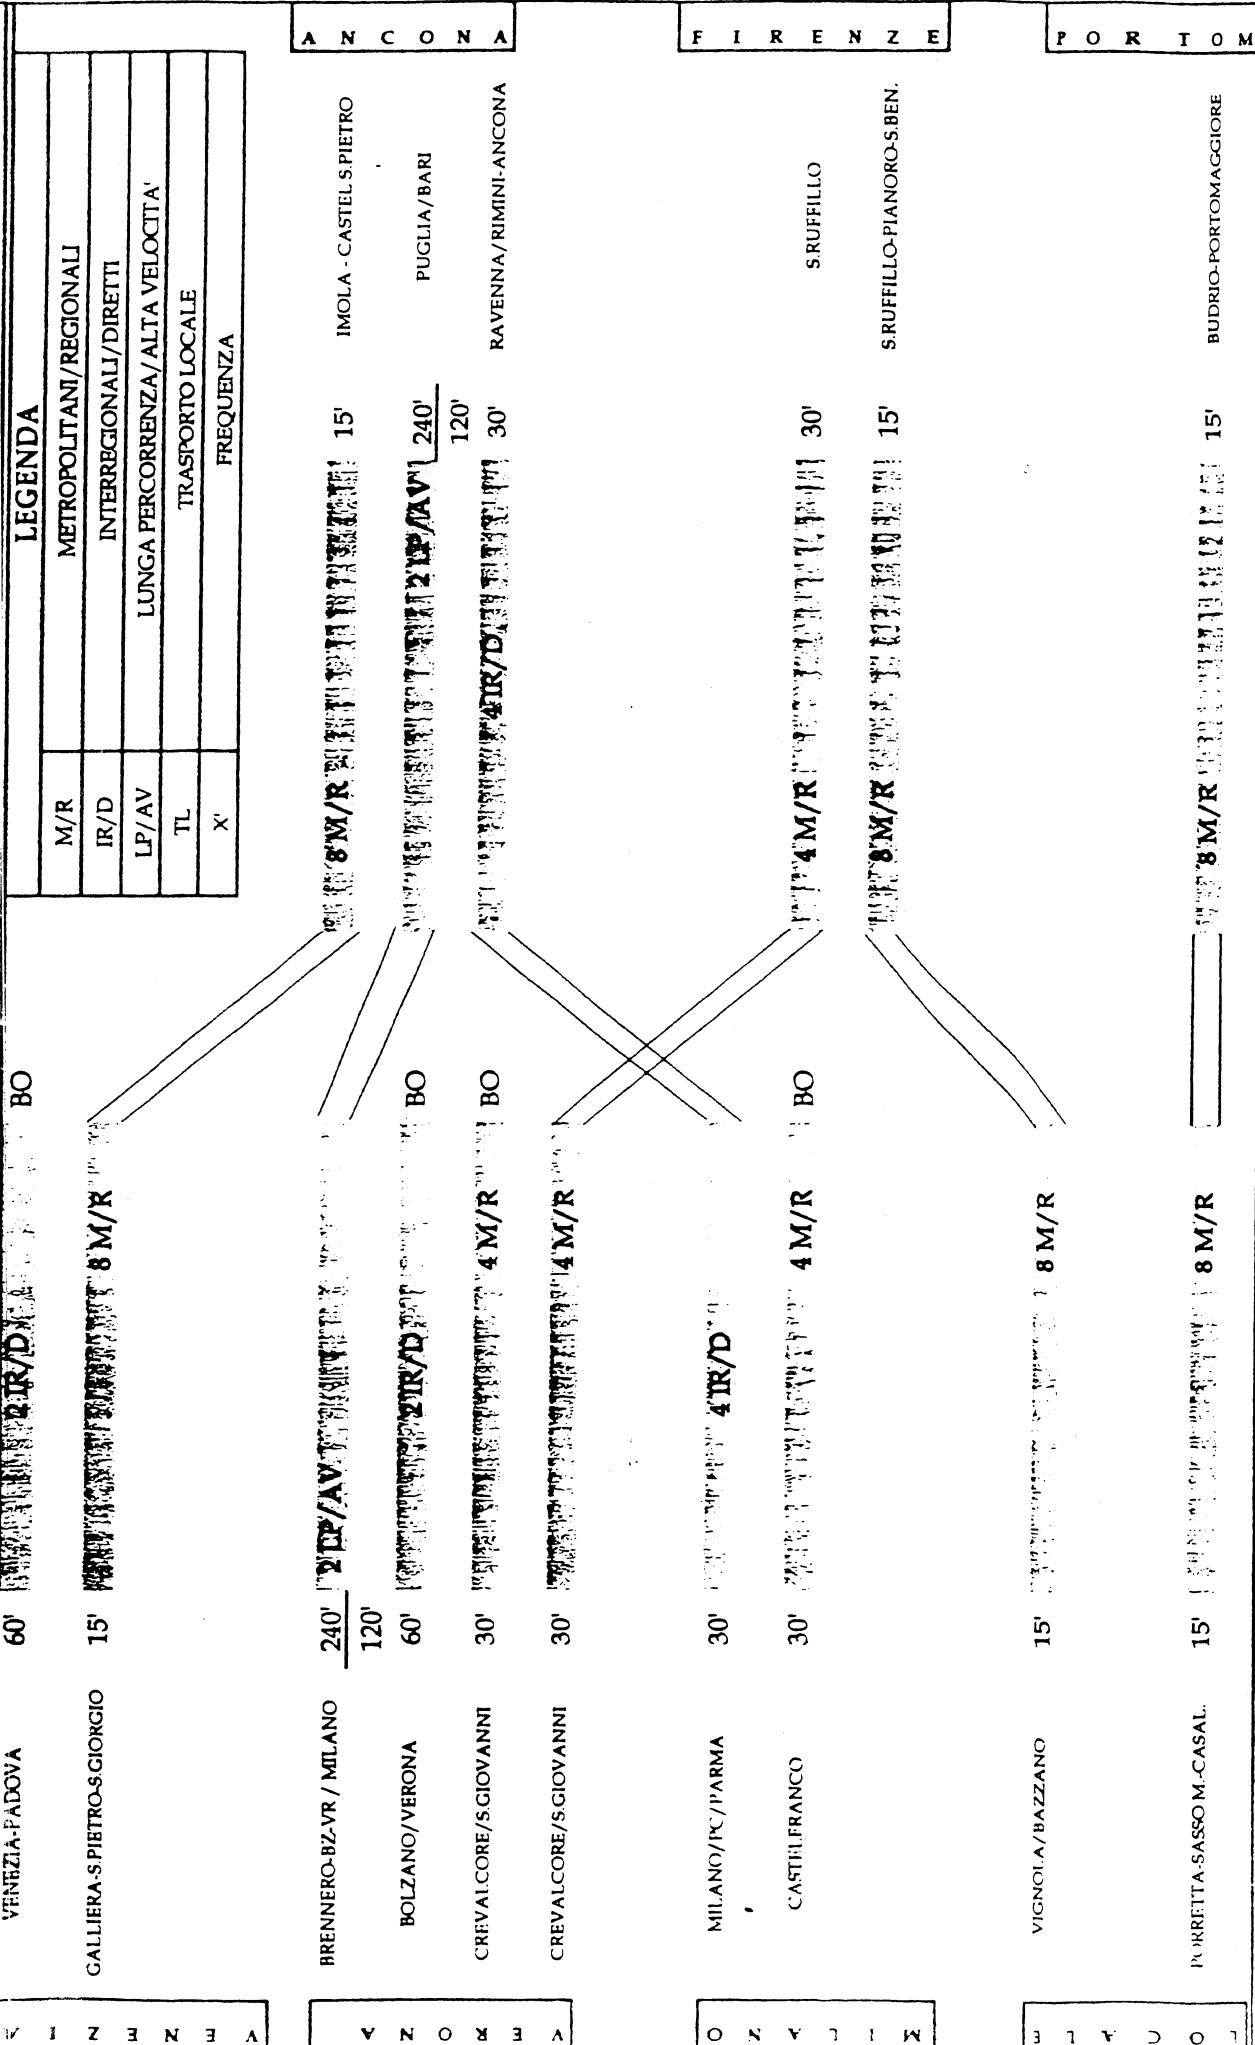 LEGENDA
M/R METROPOLITANI/REGIONALI
IR/D INTERREGIONALI/DIRETTI
LP/AV LUNGA PERCORRENZA/ALTA VELOCITA'
TL TRASPORTO LOCALE
X' FREQUENZA
VENEZIA
VENEZIA-PADOVA 60' 2 IR/D BO
GALLIERA-S.PIETRO-S.GIORGIO 15' 8 M/R
VERONA
BRENNERO-BZ-VR / MILANO 240' 2 LP/AV
120'
BOLZANO/VERONA 60' 2 IR/D BO
CREVALCORE/S.GIOVANNI 30' 4 M/R BO
CREVALCORE/S.GIOVANNI 30' 4 M/R
MILANO
MILANO/PC/PARMA 30' 4 IR/D
CASTELFRANCO 30' 4 M/R BO
LOCALE
VIGNOLA/BAZZANO 15' 8 M/R
PORRETTA-SASSO M.-CASAL. 15' 8 M/R
ANCONA
8 M/R 15' IMOLA - CASTEL S.PIETRO
2 LP/AV 240' PUGLIA/BARI
120'
4 IR/D 30' RAVENNA/RIMINI-ANCONA
FIRENZE
4 M/R 30' S.RUFFILLO
8 M/R 15' S.RUFFILLO-PIANORO-S.BEN.
PORTOM
8 M/R 15' BUDRIO-PORTOMAGGIORE